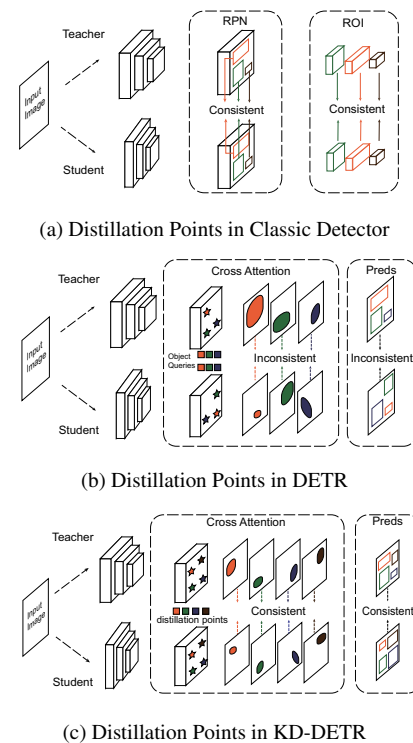 Teacher
RPN
ROI
Input
Image
Consistent
Consistent
Student
(a) Distillation Points in Classic Detector
Teacher
Cross Attention
Preds
Input
Image
Object
Queries
Inconsistent
Inconsistent
Student
(b) Distillation Points in DETR
Teacher
Cross Attention
Preds
Input
Image
distillation points
Consistent
Consistent
Student
(c) Distillation Points in KD-DETR